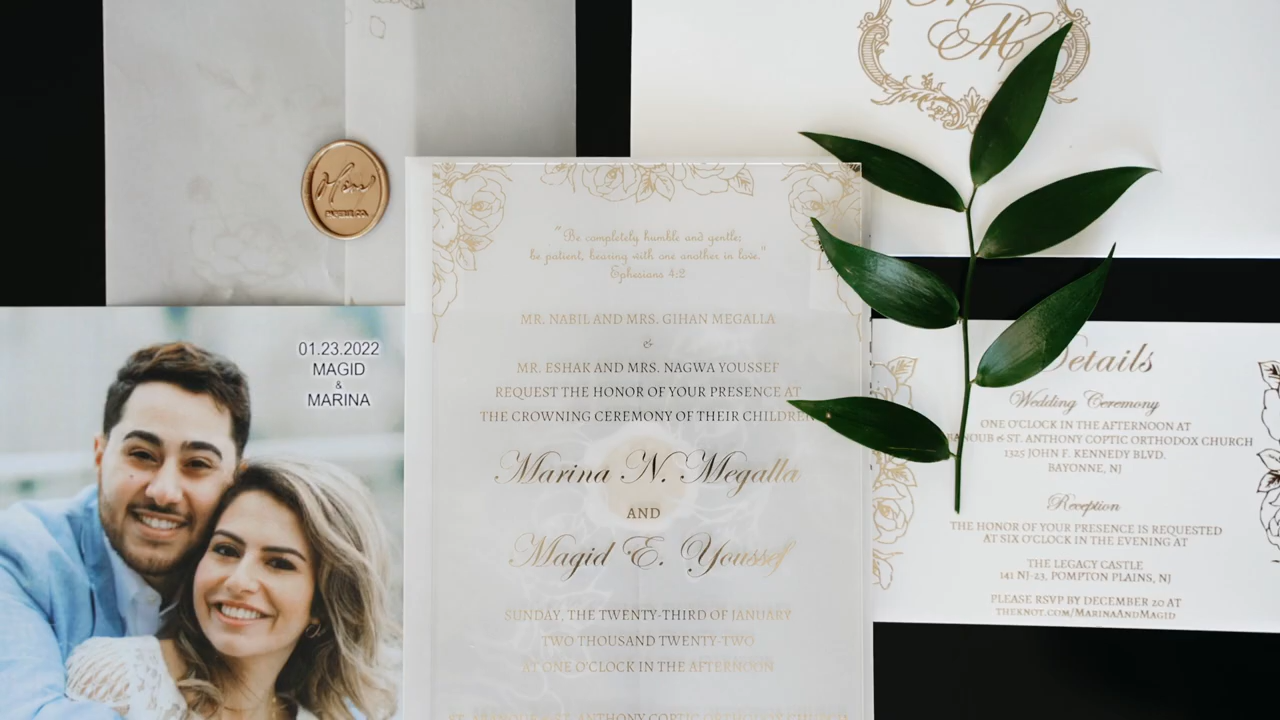 M
01.23.2022
MAGID
&
MARINA
"Be completely humble and gentle;
be patient, bearing with one another in love."
Ephesians 4:2
MR. NABIL AND MRS. GIHAN MEGALLA
&
MR. ESHAK AND MRS. NAGWA YOUSSEF
REQUEST THE HONOR OF YOUR PRESENCE AT
THE CROWNING CEREMONY OF THEIR CHILDREN
Marina N. Megalla
AND
Magid E. Youssef
SUNDAY, THE TWENTY-THIRD OF JANUARY
TWO THOUSAND TWENTY-TWO
AT ONE O'CLOCK IN THE AFTERNOON
ANTHONY COPTIC ORTHODOX CHURCH
Details
Wedding Ceremony
ONE O'CLOCK IN THE AFTERNOON AT
& ST. ANTHONY COPTIC ORTHODOX CHURCH
1325 JOHN F. KENNEDY BLVD.
BAYONNE, NJ
Reception
THE HONOR OF YOUR PRESENCE IS REQUESTED
AT SIX O'CLOCK IN THE EVENING AT
THE LEGACY CASTLE
141 NJ-23, POMPTON PLAINS, NJ
PLEASE RSVP BY DECEMBER 20 AT
THEKNOT.COM/MARINAANDMAGID